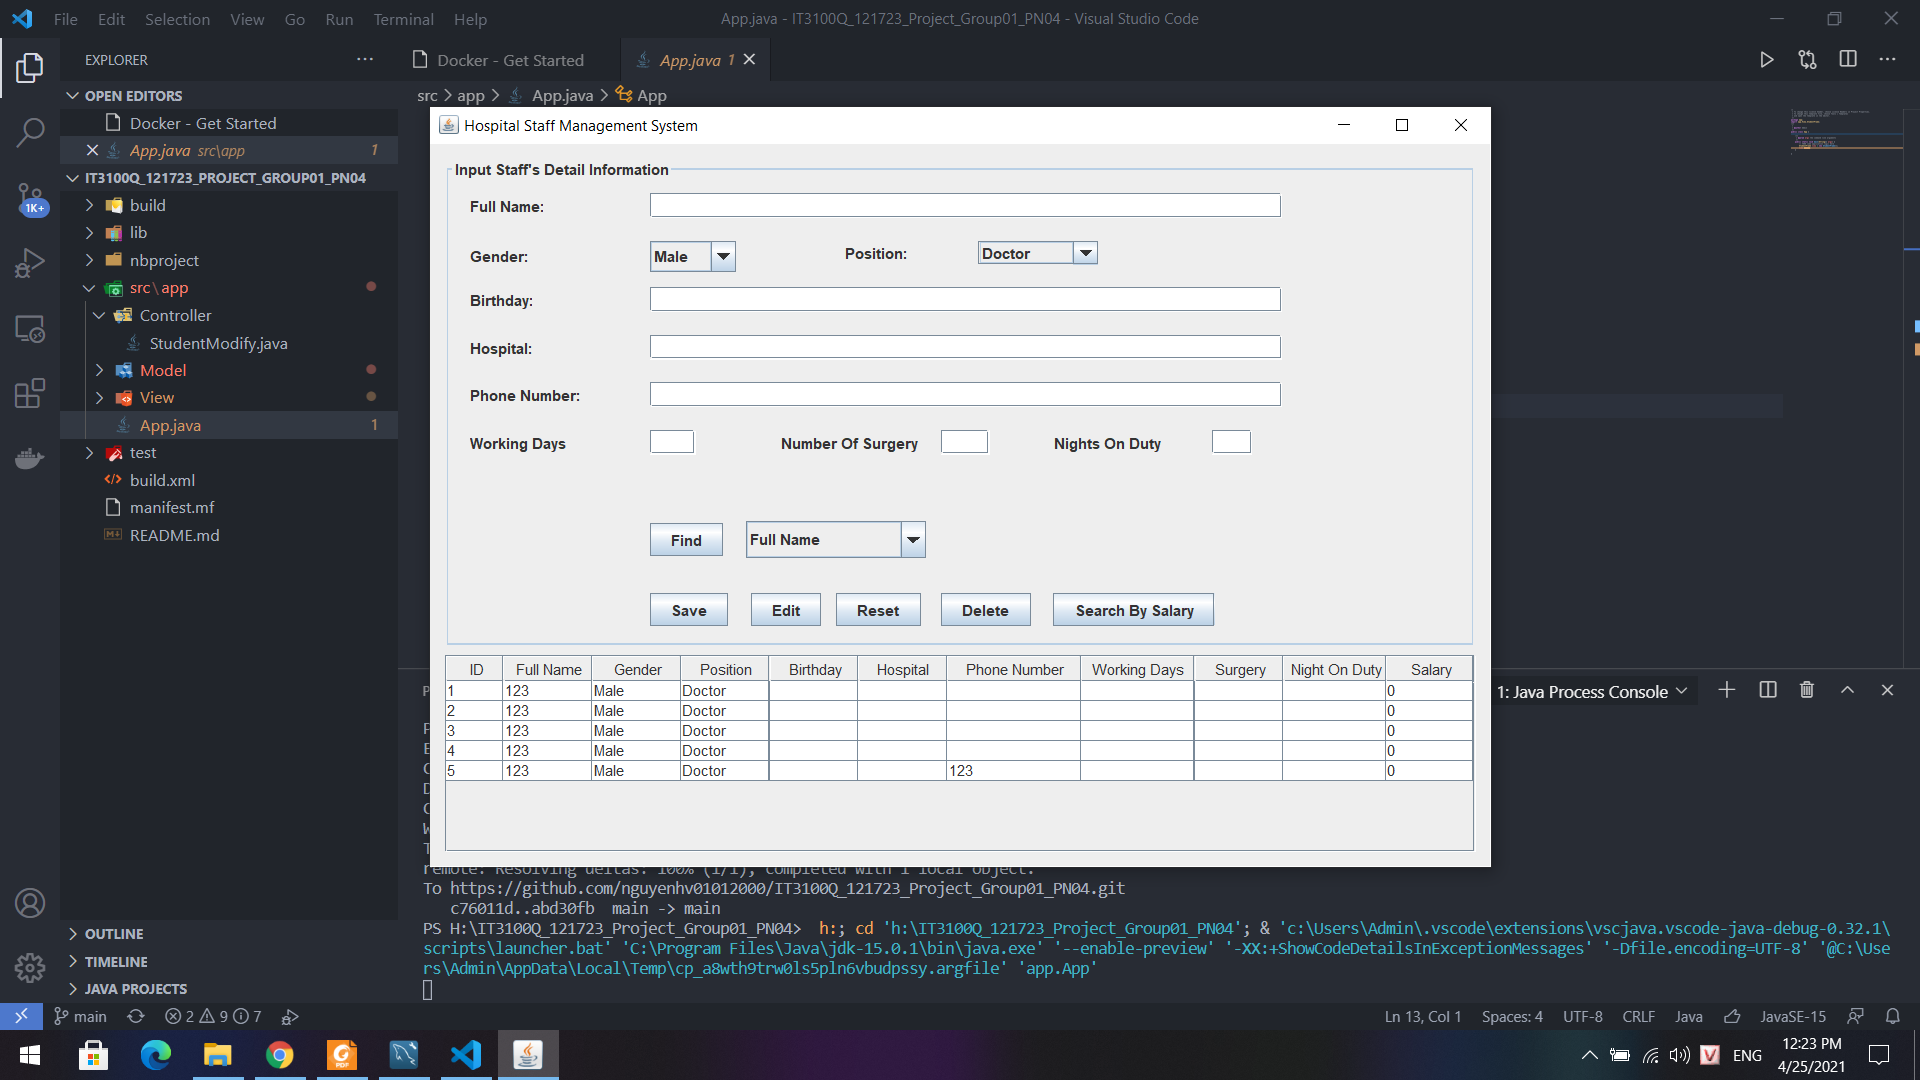 File Edit Selection View Go Run Terminal Help
App.java - IT3100Q_121723_Project_Group01_PN04 - Visual Studio Code
EXPLORER
Docker - Get Started
App.java 1
OPEN EDITORS
src > app > App.java > App
Docker - Get Started
App.java src\app 1
IT3100Q_121723_PROJECT_GROUP01_PN04
1K+
build
lib
nbproject
src\app
Controller
StudentModify.java
Model
View
App.java 1
test
build.xml
manifest.mf
README.md
OUTLINE
TIMELINE
JAVA PROJECTS
Hospital Staff Management System
Input Staff's Detail Information
Full Name:
Gender: Male Position: Doctor
Birthday:
Hospital:
Phone Number:
Working Days Number Of Surgery Nights On Duty
Find Full Name
Save Edit Reset Delete Search By Salary
ID Full Name Gender Position Birthday Hospital Phone Number Working Days Surgery Night On Duty Salary
1 123 Male Doctor 0
2 123 Male Doctor 0
3 123 Male Doctor 0
4 123 Male Doctor 0
5 123 Male Doctor 123 0
1: Java Process Console
remote: Resolving deltas: 100% (1/1), completed with 1 local object.
To https://github.com/nguyenhv01012000/IT3100Q_121723_Project_Group01_PN04.git
c76011d..abd30fb main -> main
PS H:\IT3100Q_121723_Project_Group01_PN04> h:; cd 'h:\IT3100Q_121723_Project_Group01_PN04'; & 'c:\Users\Admin\.vscode\extensions\vscjava.vscode-java-debug-0.32.1\
scripts\launcher.bat' 'C:\Program Files\Java\jdk-15.0.1\bin\java.exe' '--enable-preview' '-XX:+ShowCodeDetailsInExceptionMessages' '-Dfile.encoding=UTF-8' '@C:\Use
rs\Admin\AppData\Local\Temp\cp_a8wth9trw0ls5pln6vbudpssy.argfile' 'app.App'
main 2 9 7
Ln 13, Col 1 Spaces: 4 UTF-8 CRLF Java JavaSE-15
ENG
12:23 PM
4/25/2021